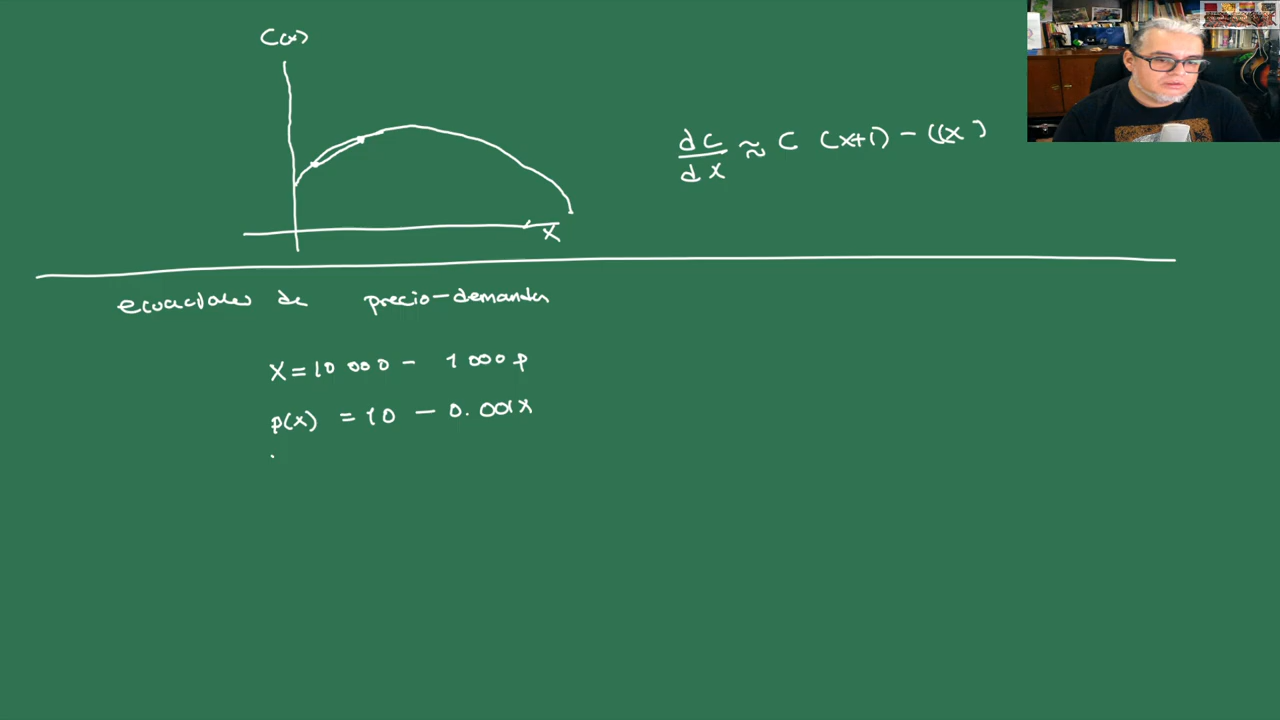 C(x)
dC/dx ≈ C (x+1) - C(x)
x
ecuaciones de precio-demanda
x = 10 000 - 1 000 p
p(x) = 10 - 0.001x